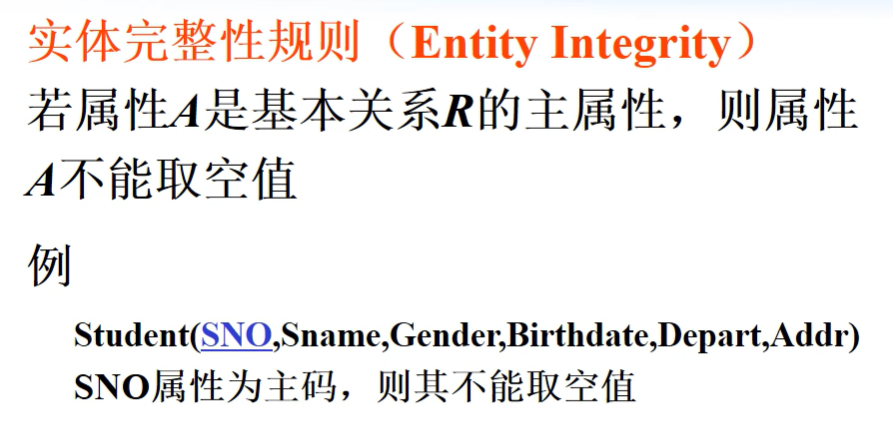 实体完整性规则（Entity Integrity）
若属性A是基本关系R的主属性，则属性
A不能取空值
例
Student(SNO,Sname,Gender,Birthdate,Depart,Addr)
SNO属性为主码，则其不能取空值